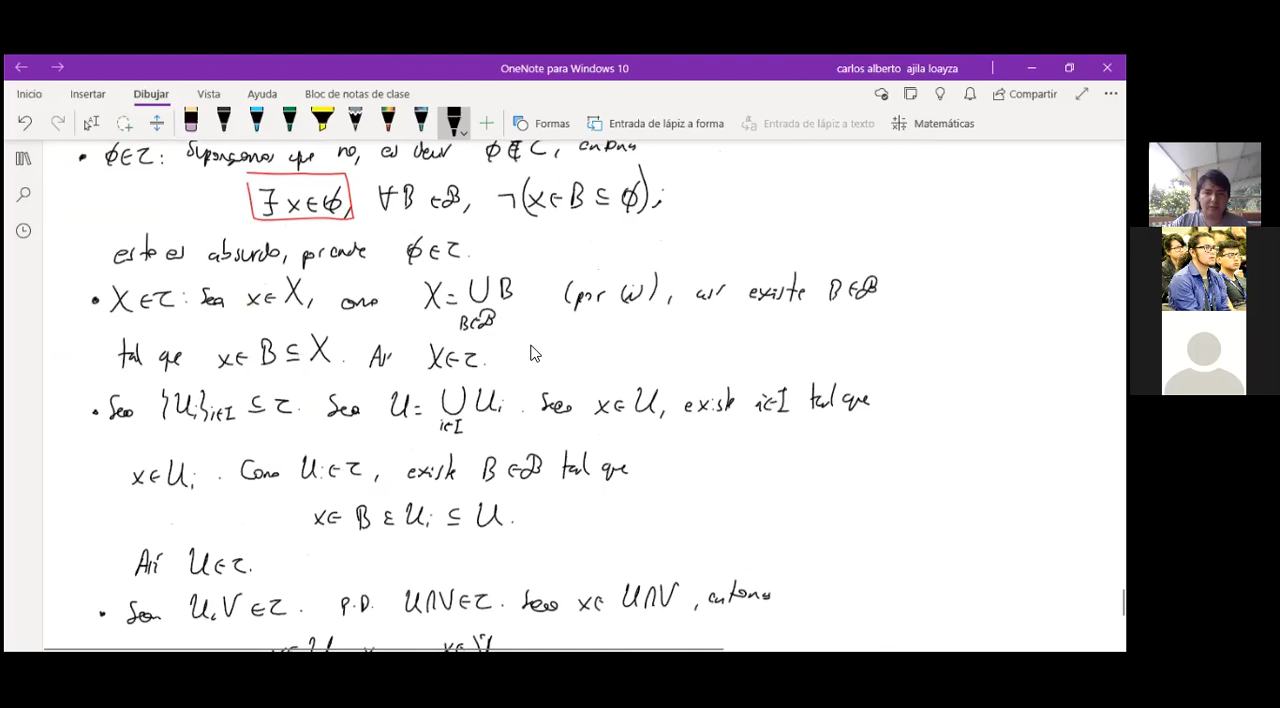 OneNote para Windows 10
carlos alberto ajila loayza
Inicio Insertar Dibujar Vista Ayuda Bloc de notas de clase
Compartir
Formas Entrada de lápiz a forma Entrada de lápiz a texto Matemáticas
• ϕ∈τ: Supongamos que no, es decir ϕ∉τ, entonces
∃ x∈ϕ, ∀B∈ℬ, ¬(x∈B⊆ϕ);
esto es absurdo, por ende ϕ∈τ.
• X∈τ: Sea x∈X, como X = ⋃_{B∈ℬ} B (por (i)), así existe B∈ℬ
tal que x∈B⊆X. Así X∈τ.
• Sea {Uᵢ}_{i∈I} ⊆ τ. Sea U = ⋃_{i∈I} Uᵢ. Sea x∈U, existe i∈I tal que
x∈Uᵢ. Como Uᵢ∈τ, existe B∈ℬ tal que
x∈B⊆Uᵢ⊆U.
Así U∈τ.
• Sean U,V∈τ. P.D. U∩V∈τ. Sea x∈U∩V, entonces